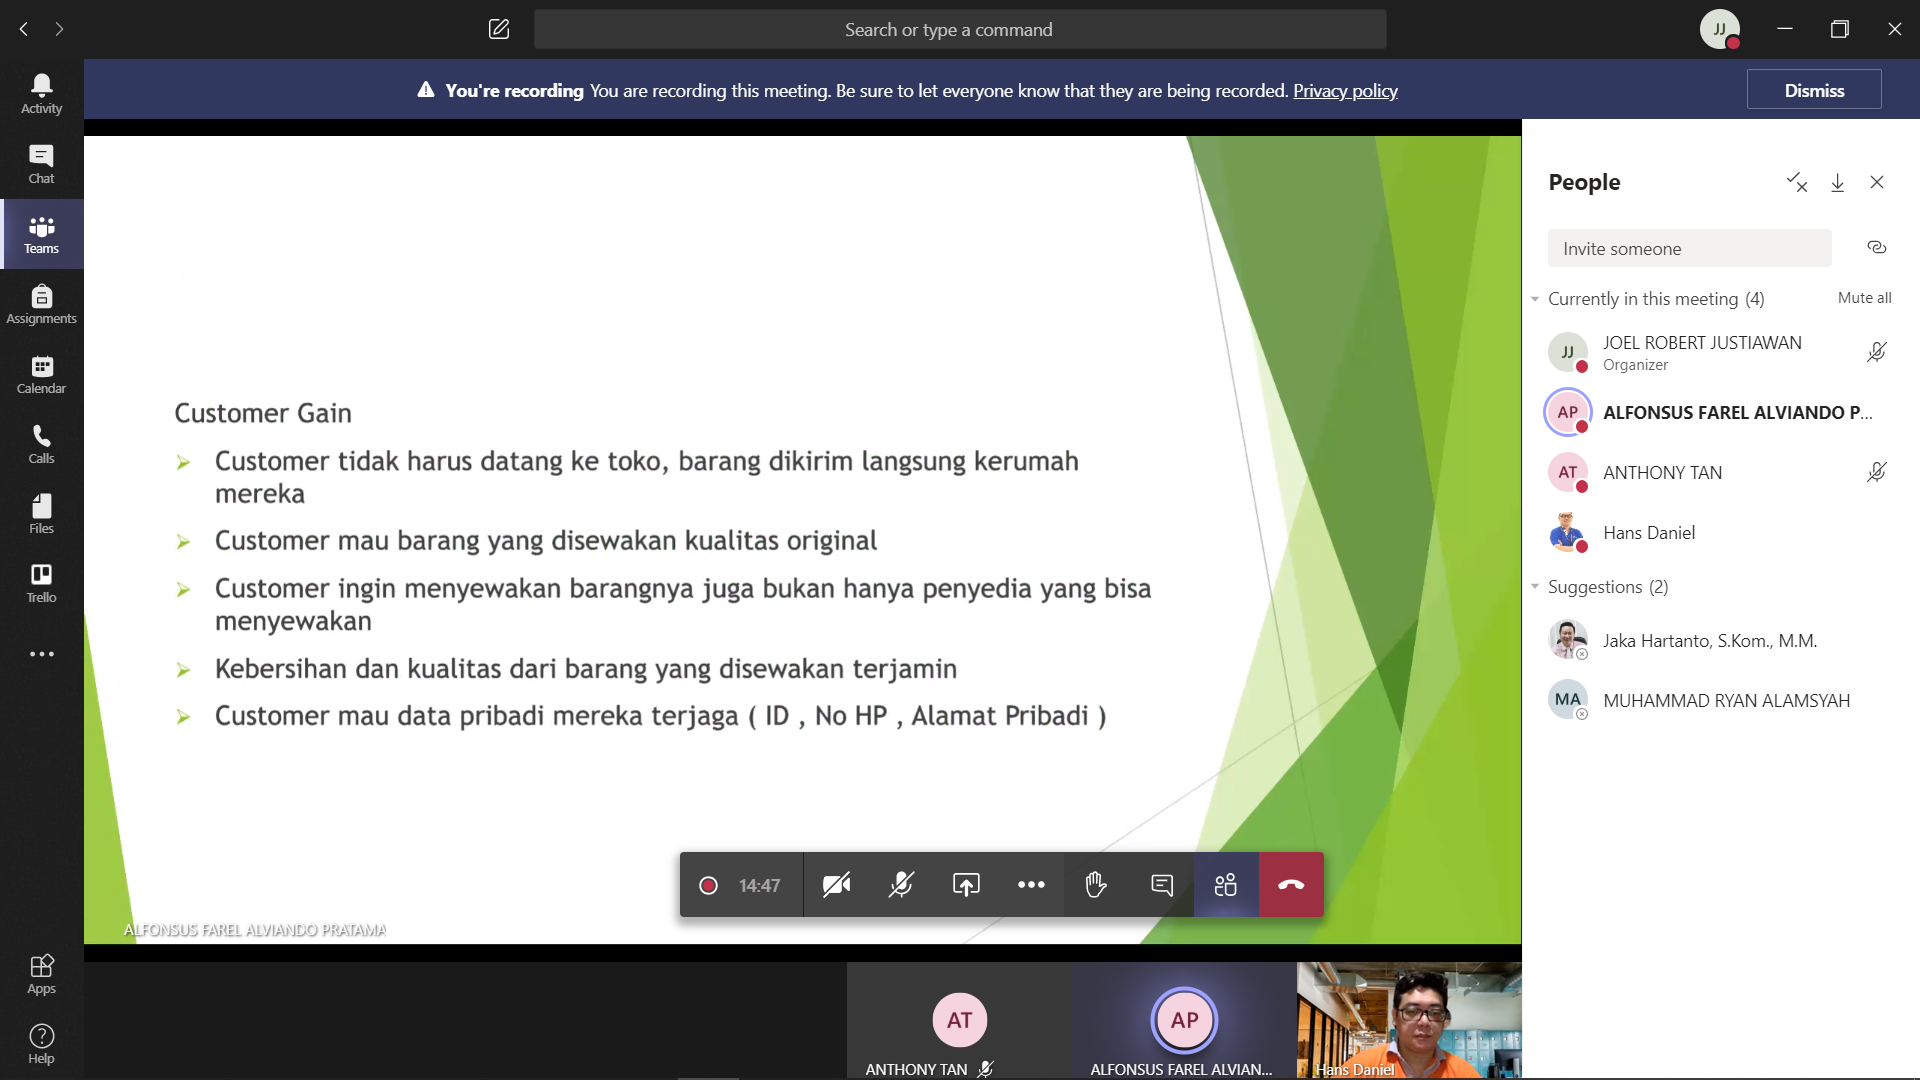 Search or type a command
JJ
You're recording You are recording this meeting. Be sure to let everyone know that they are being recorded. Privacy policy
Dismiss
Activity
Chat
Teams
Assignments
Calendar
Calls
Files
Trello
Apps
Help
Customer Gain
Customer tidak harus datang ke toko, barang dikirim langsung kerumah
mereka
Customer mau barang yang disewakan kualitas original
Customer ingin menyewakan barangnya juga bukan hanya penyedia yang bisa
menyewakan
Kebersihan dan kualitas dari barang yang disewakan terjamin
Customer mau data pribadi mereka terjaga ( ID , No HP , Alamat Pribadi )
14:47
ALFONSUS FAREL ALVIANDO PRATAMA
AT
ANTHONY TAN
AP
ALFONSUS FAREL ALVIAN...
Hans Daniel
People
Invite someone
Currently in this meeting (4)
Mute all
JJ
JOEL ROBERT JUSTIAWAN
Organizer
AP
ALFONSUS FAREL ALVIANDO P...
AT
ANTHONY TAN
Hans Daniel
Suggestions (2)
Jaka Hartanto, S.Kom., M.M.
MA
MUHAMMAD RYAN ALAMSYAH